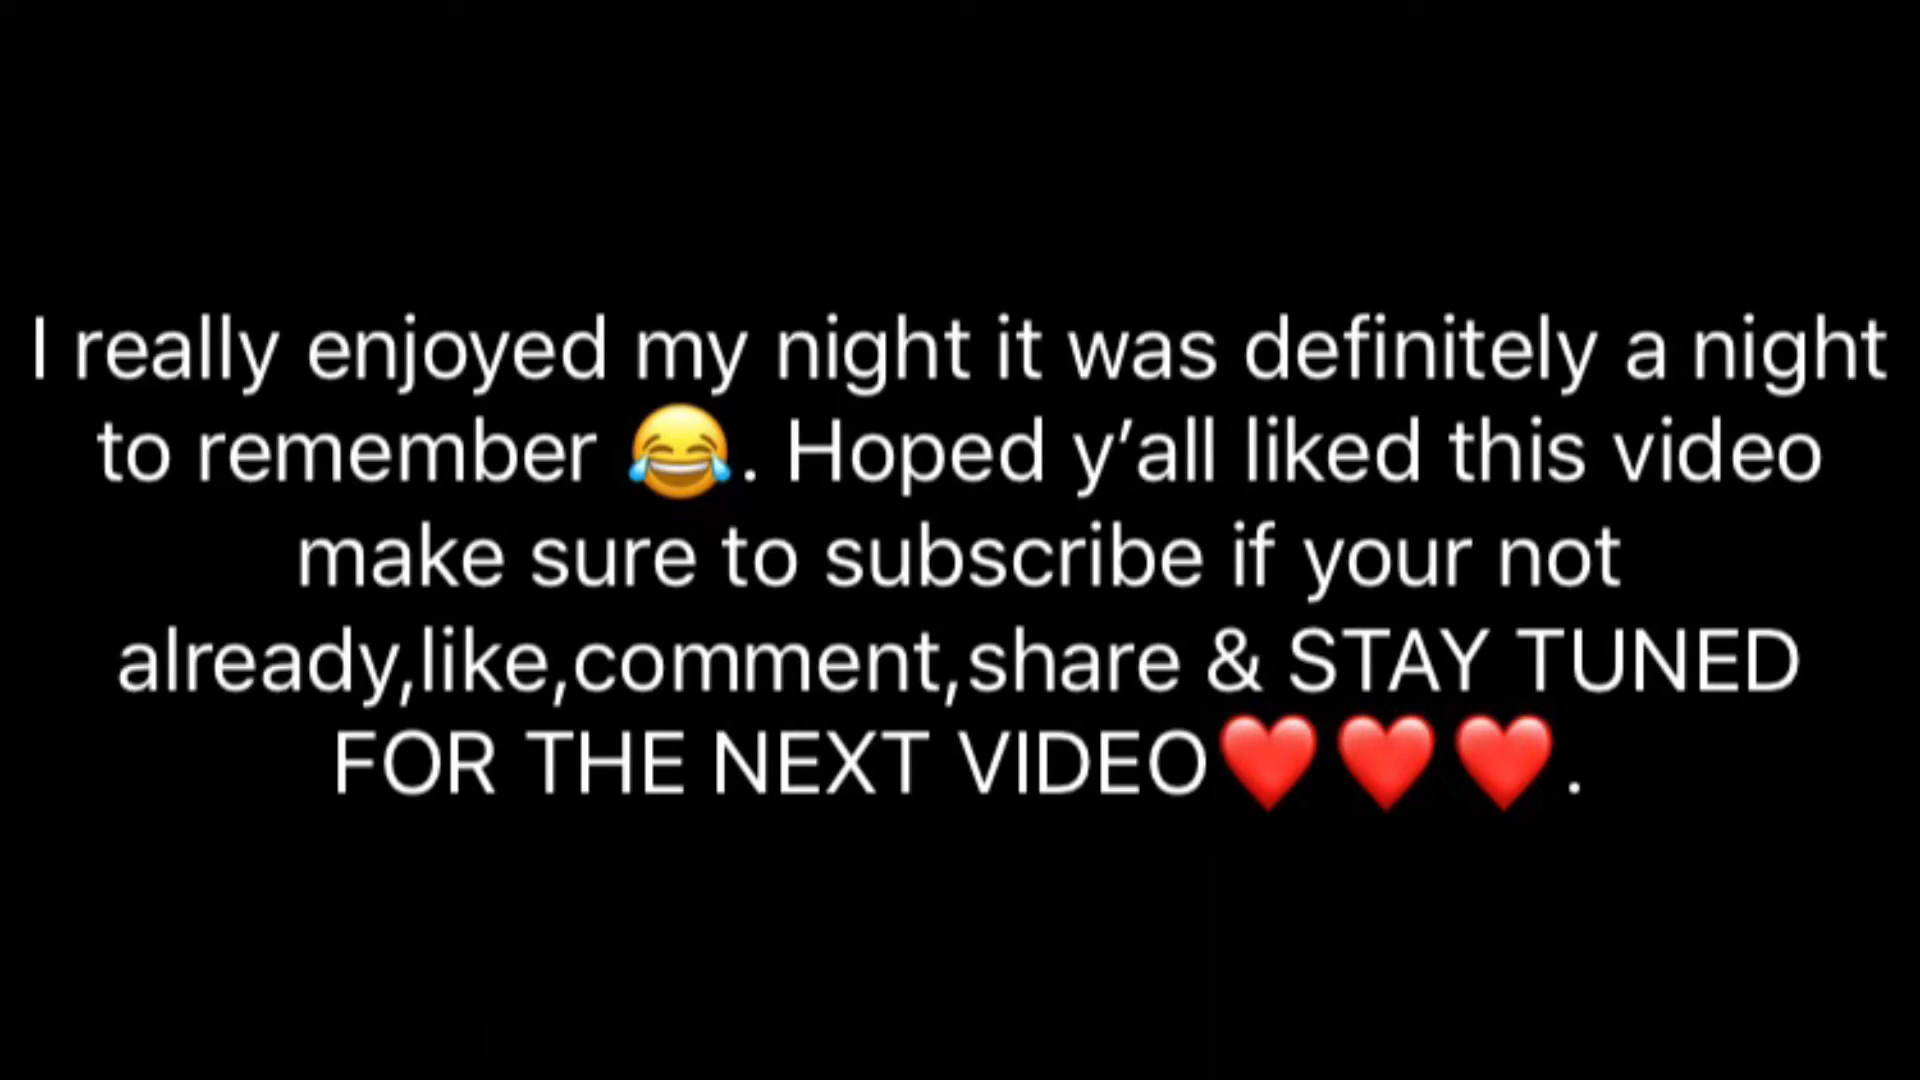 I really enjoyed my night it was definitely a night
to remember 😂. Hoped y’all liked this video
make sure to subscribe if your not
already,like,comment,share & STAY TUNED
FOR THE NEXT VIDEO❤️❤️❤️.